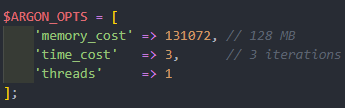 $ARGON_OPTS = [
    'memory_cost' => 131072, // 128 MB
    'time_cost'   => 3,      // 3 iterations
    'threads'     => 1
];